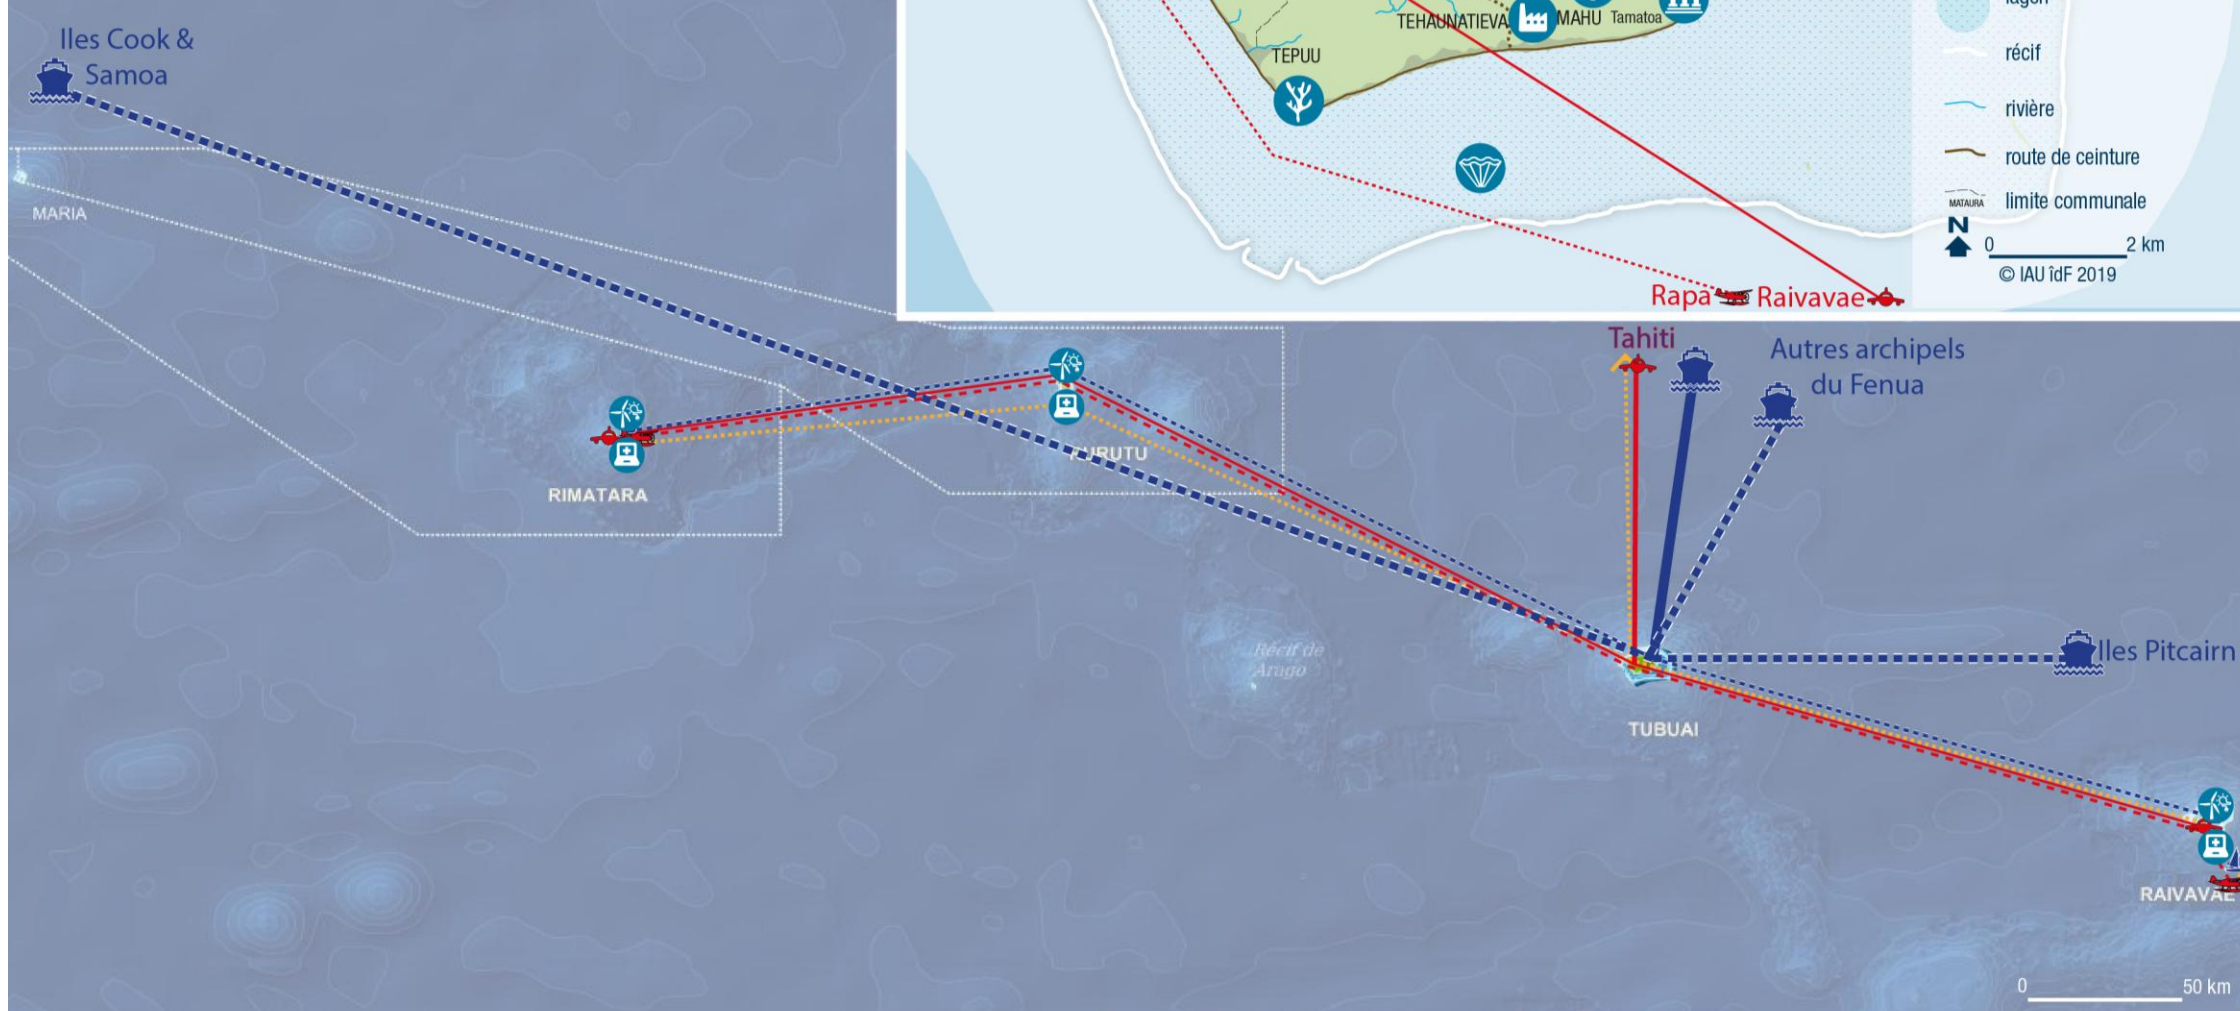 Iles Cook &
Samoa
MARIA
TEHAUNATIEVA
MAHU
Tamatoa
TEPUU
lagon
récif
rivière
route de ceinture
MATAURA
limite communale
N
0
2 km
© IAU îdF 2019
Rapa
Raivavae
Tahiti
Autres archipels
du Fenua
RURUTU
RIMATARA
Récif de
Arago
Iles Pitcairn
TUBUAI
RAIVAVAE
0
50 km